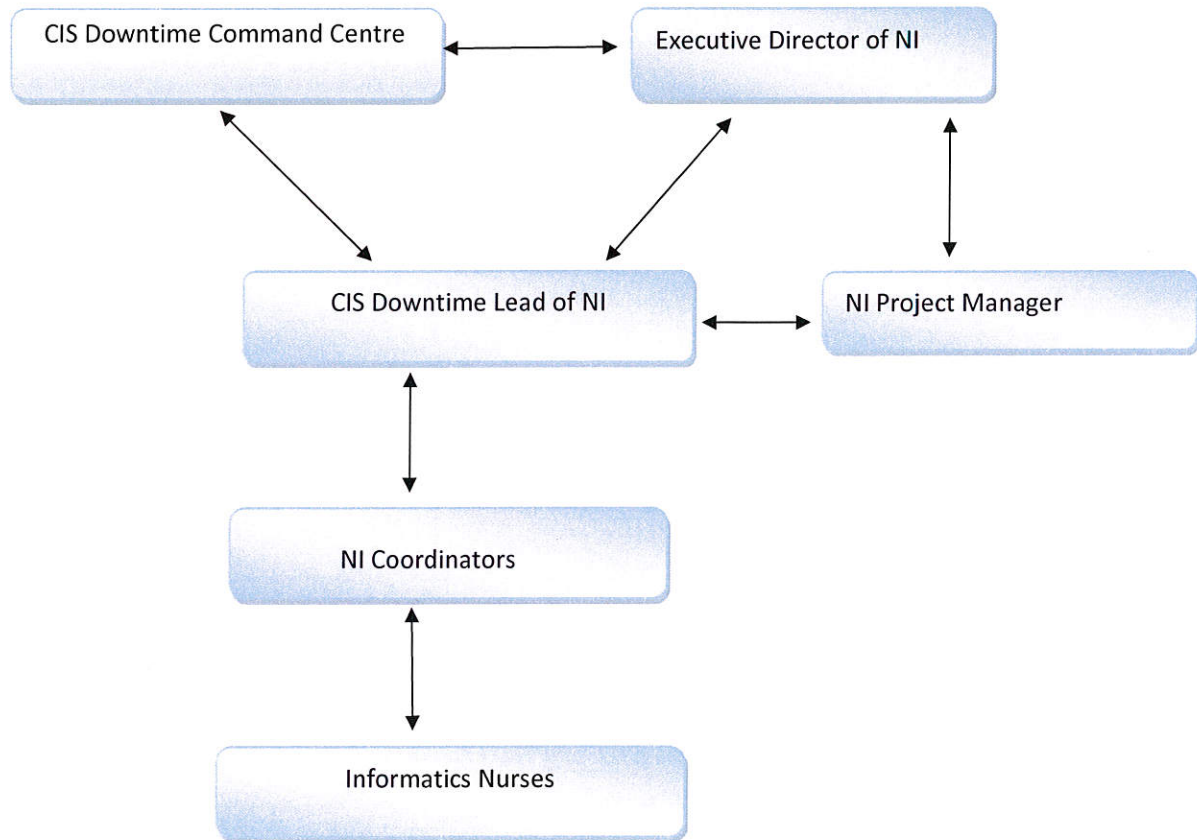 CIS Downtime Command Centre
Executive Director of NI
CIS Downtime Lead of NI
NI Project Manager
NI Coordinators
Informatics Nurses